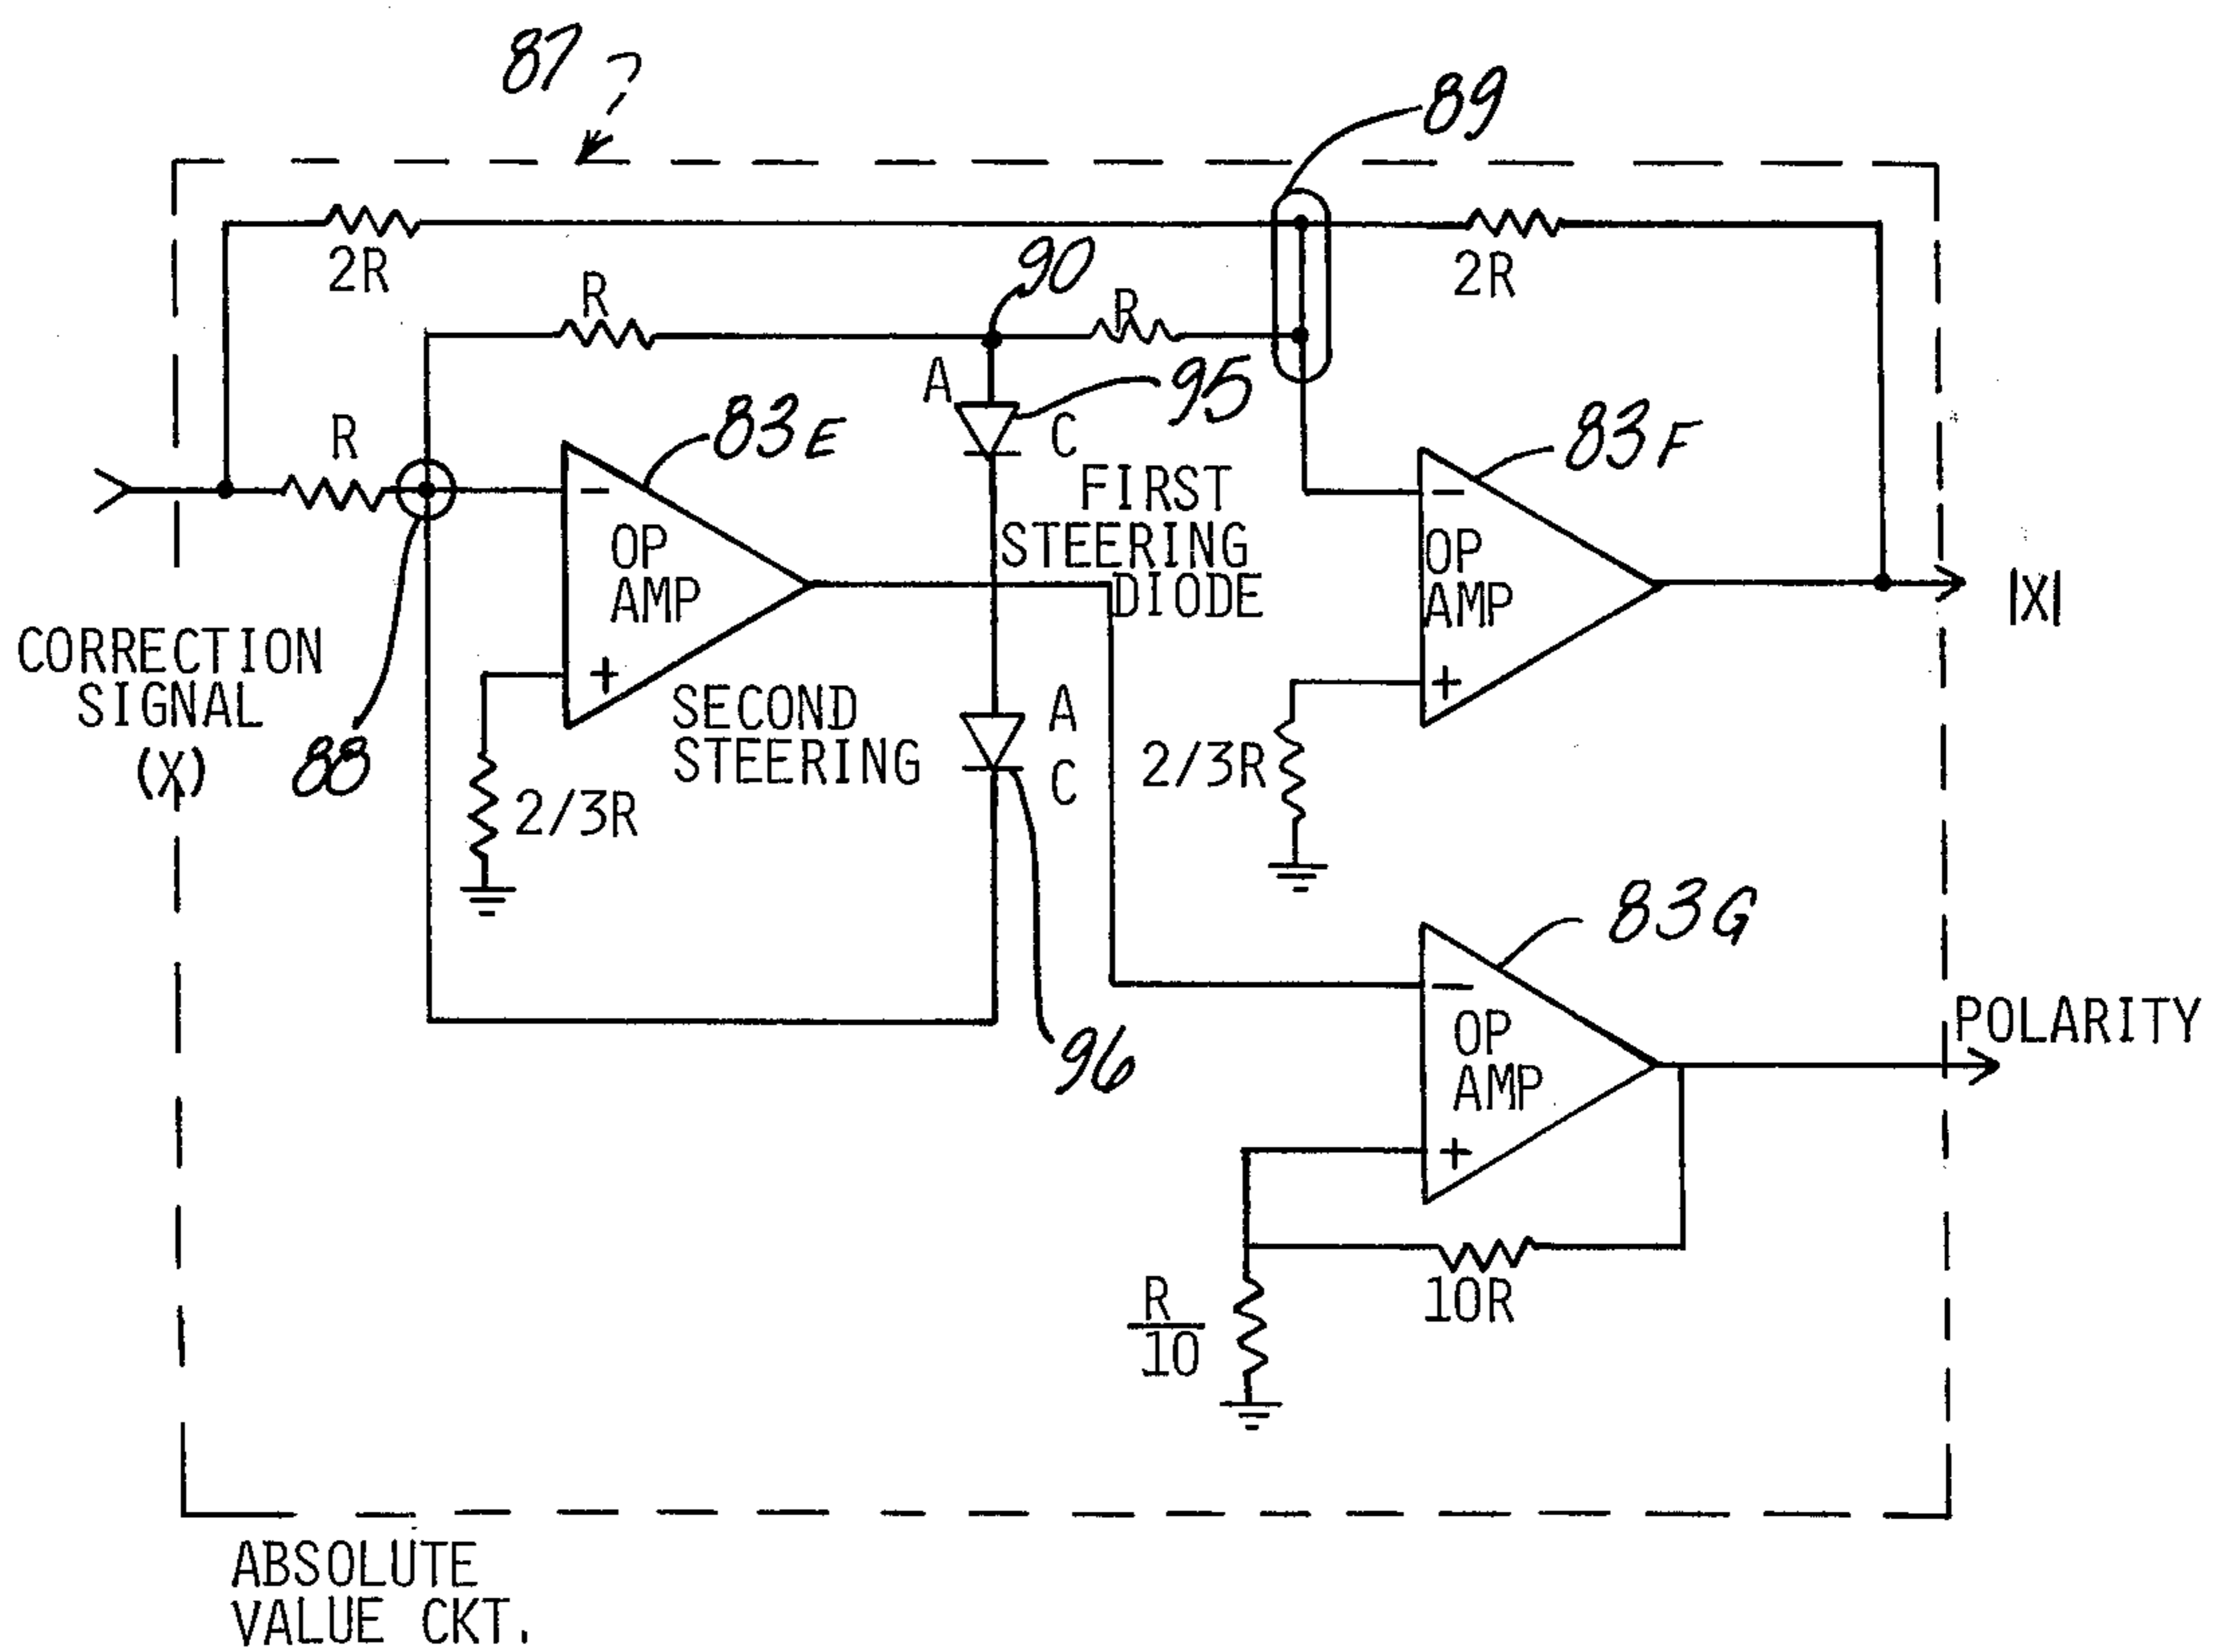 87
89
2R
90
2R
R
R
A
95
C
83E
83F
R
−
−
FIRST
STEERING
DIODE
OP
AMP
OP
AMP
|X|
CORRECTION
SIGNAL
(X)
88
+
+
SECOND
STEERING
A
C
2/3R
2/3R
83G
−
POLARITY
OP
AMP
96
+
10R
R
10
ABSOLUTE
VALUE CKT.